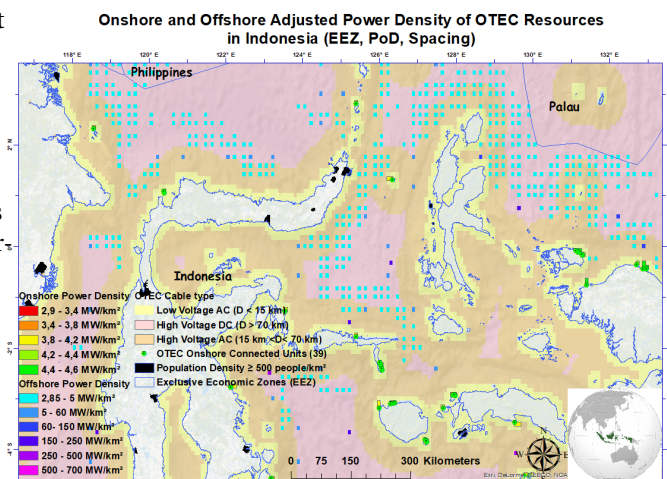 t
Onshore and Offshore Adjusted Power Density of OTEC Resources
in Indonesia (EEZ, PoD, Spacing)
118° E 120° E 122° E 124° E 126° E 128° E 130° E 132° E
Philippines
Palau
2° N
0°
Indonesia
Onshore Power Density
2,9 - 3,4 MW/km²
3,4 - 3,8 MW/km²
3,8 - 4,2 MW/km²
4,2 - 4,4 MW/km²
4,4 - 4,6 MW/km²
Offshore Power Density
2,85 - 5 MW/km²
5 - 60 MW/km²
60- 150 MW/km²
150 - 250 MW/km²
250 - 500 MW/km²
500 - 700 MW/km²
OTEC Cable type
Low Voltage AC (D < 15 km)
High Voltage DC (D > 70 km)
High Voltage AC (15 km <D< 70 km)
OTEC Onshore Connected Units (39)
Population Density ≥ 500 people/km²
Exclusive Economic Zones (EEZ)
2° S
4° S
0 75 150 300 Kilometers
N
W E